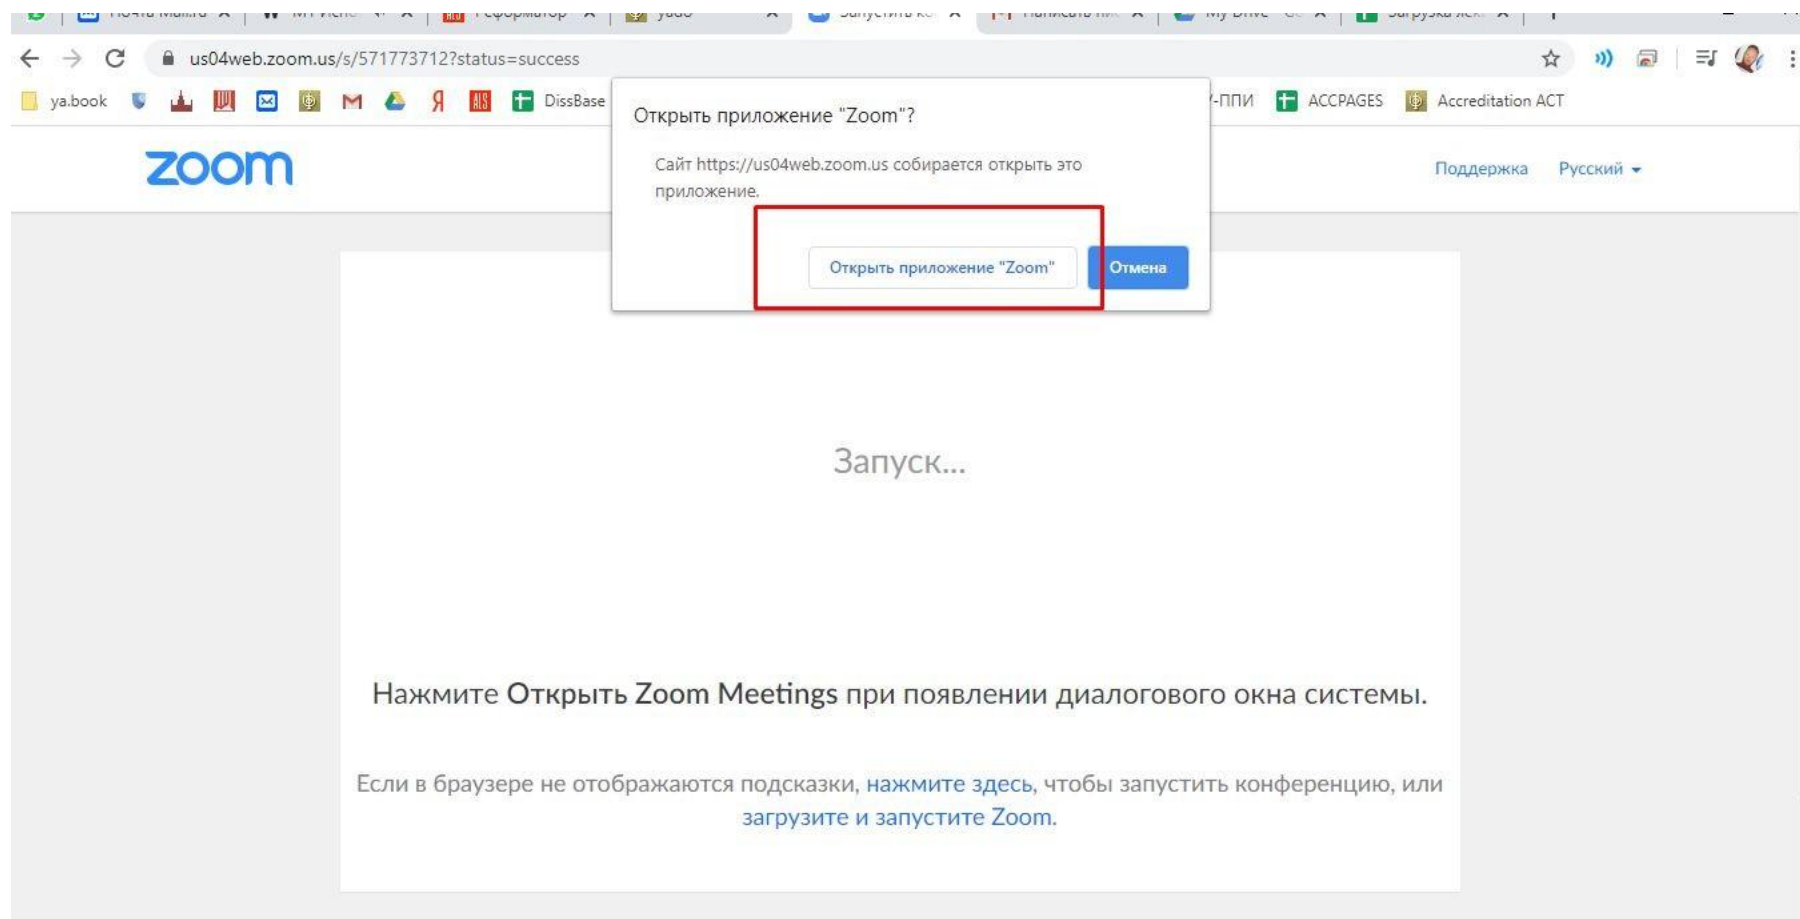 us04web.zoom.us/s/571773712?status=success
ya.book
DissBase
-ППИ
ACCPAGES
Accreditation ACT
Открыть приложение "Zoom"?
Сайт https://us04web.zoom.us собирается открыть это
приложение.
Открыть приложение "Zoom"
Отмена
zoom
Поддержка
Русский
Запуск...
Нажмите Открыть Zoom Meetings при появлении диалогового окна системы.
Если в браузере не отображаются подсказки, нажмите здесь, чтобы запустить конференцию, или
загрузите и запустите Zoom.